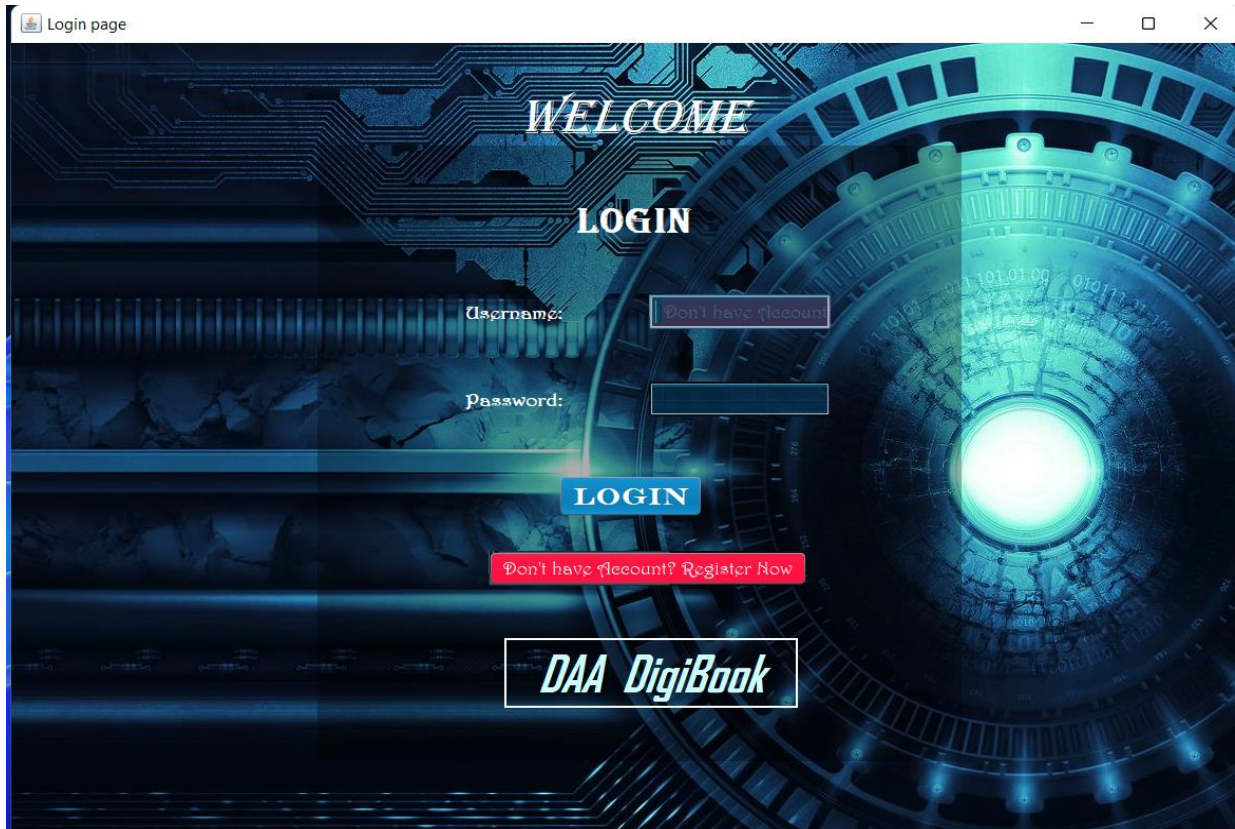 Login page
WELCOME
LOGIN
Username:
Don't have Account
Password:
LOGIN
Don't have Account? Register Now
DAA DigiBook